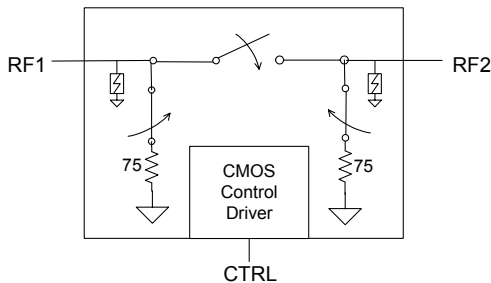 RF1
RF2
75
75
CMOS
Control
Driver
CTRL